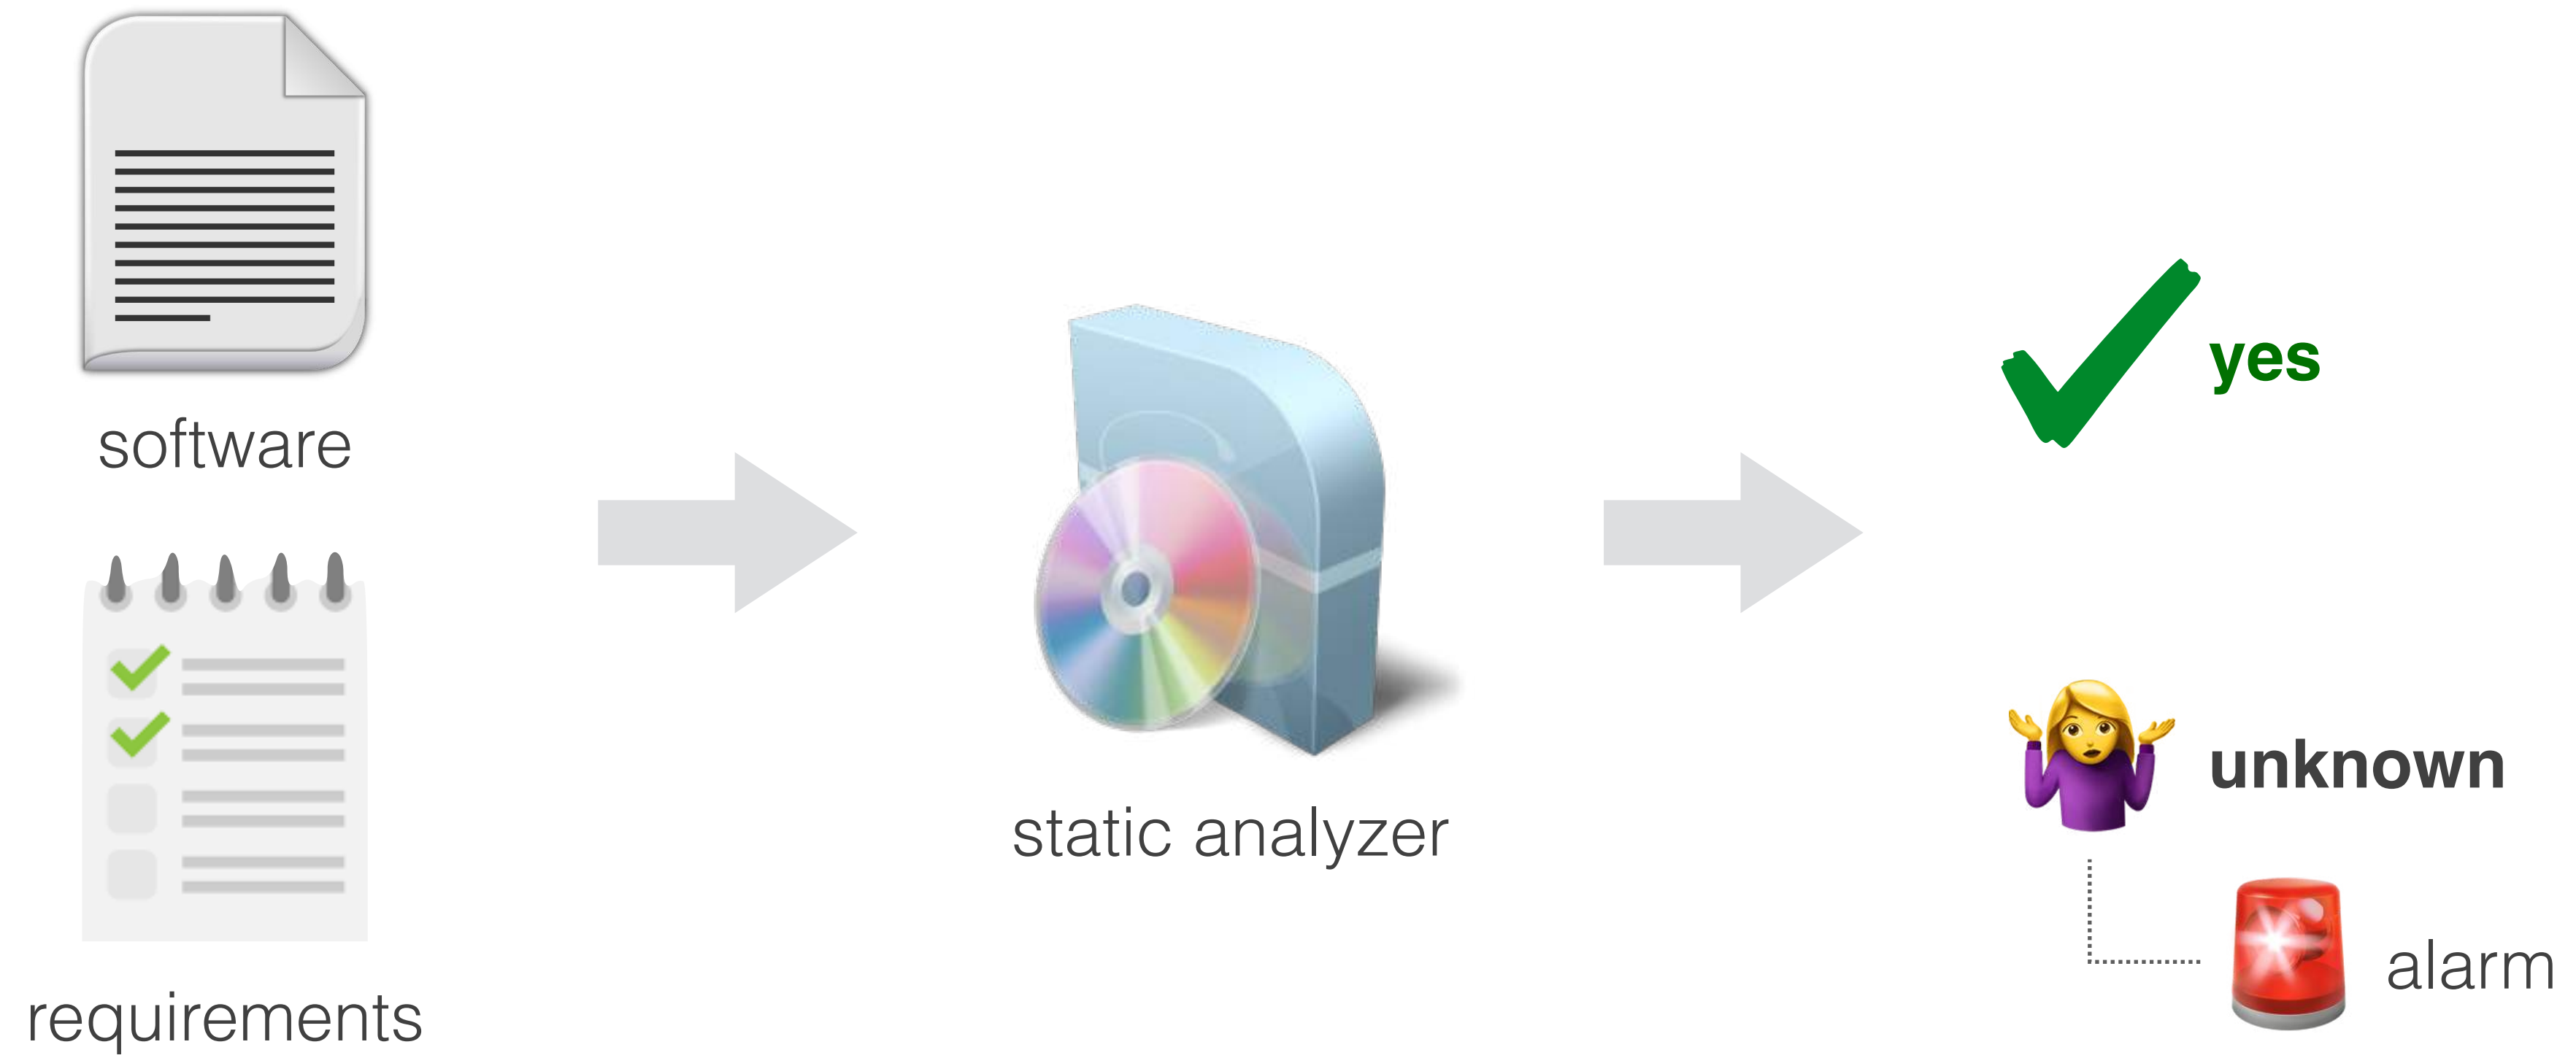 software
requirements
static analyzer
yes
unknown
alarm